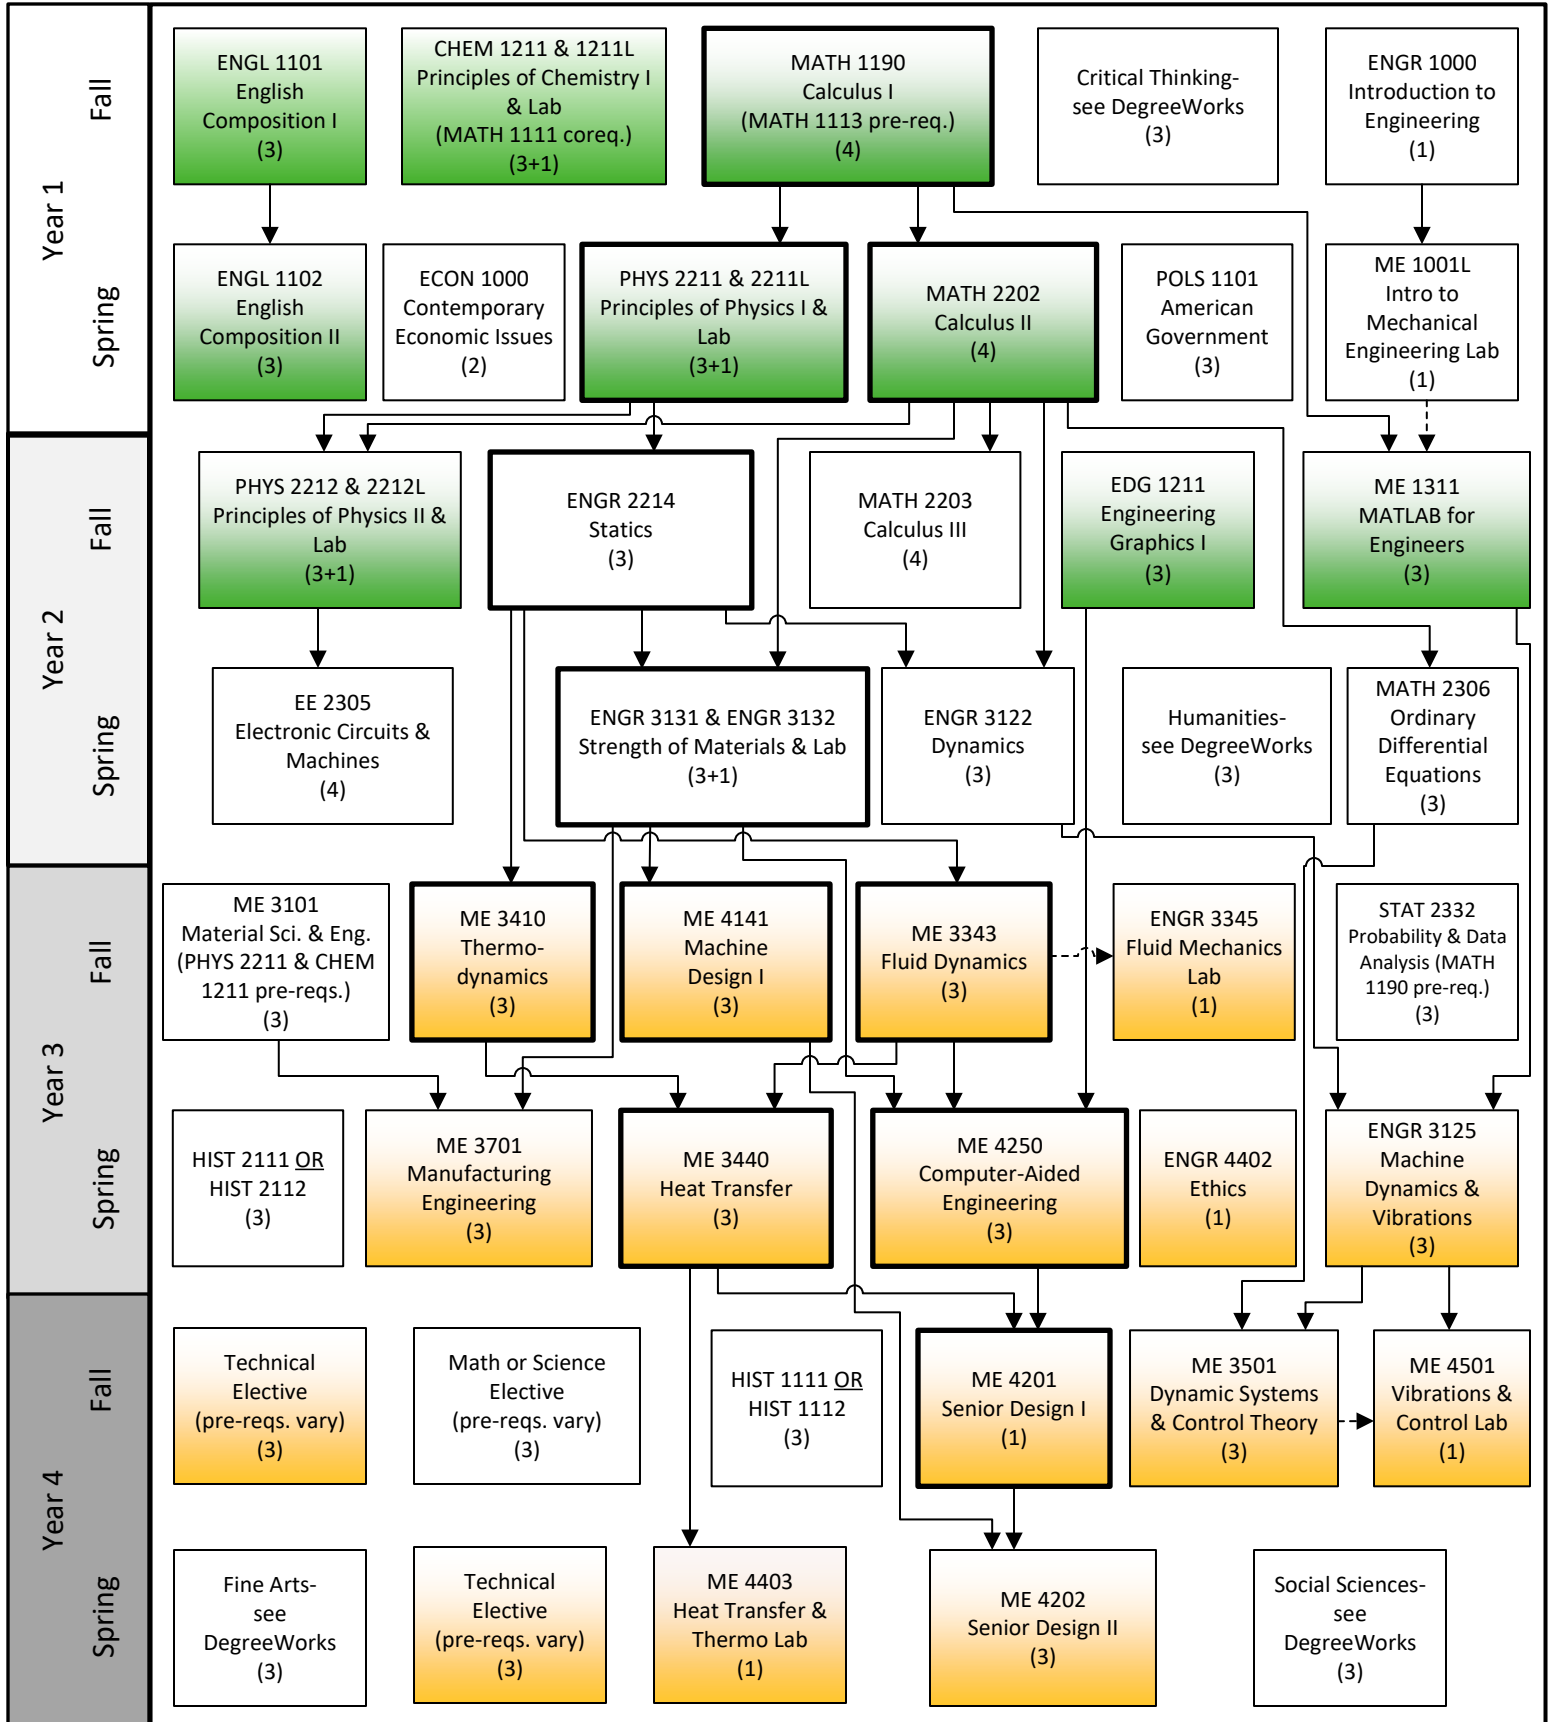 Year 1
Fall
ENGL 1101
English
Composition I
(3)
CHEM 1211 & 1211L
Principles of Chemistry I
& Lab
(MATH 1111 coreq.)
(3+1)
MATH 1190
Calculus I
(MATH 1113 pre-req.)
(4)
Critical Thinking-
see DegreeWorks
(3)
ENGR 1000
Introduction to
Engineering
(1)
Spring
ENGL 1102
English
Composition II
(3)
ECON 1000
Contemporary
Economic Issues
(2)
PHYS 2211 & 2211L
Principles of Physics I &
Lab
(3+1)
MATH 2202
Calculus II
(4)
POLS 1101
American
Government
(3)
ME 1001L
Intro to
Mechanical
Engineering Lab
(1)
Year 2
Fall
PHYS 2212 & 2212L
Principles of Physics II &
Lab
(3+1)
ENGR 2214
Statics
(3)
MATH 2203
Calculus III
(4)
EDG 1211
Engineering
Graphics I
(3)
ME 1311
MATLAB for
Engineers
(3)
Spring
EE 2305
Electronic Circuits &
Machines
(4)
ENGR 3131 & ENGR 3132
Strength of Materials & Lab
(3+1)
ENGR 3122
Dynamics
(3)
Humanities-
see DegreeWorks
(3)
MATH 2306
Ordinary
Differential
Equations
(3)
Year 3
Fall
ME 3101
Material Sci. & Eng.
(PHYS 2211 & CHEM
1211 pre-reqs.)
(3)
ME 3410
Thermo-
dynamics
(3)
ME 4141
Machine
Design I
(3)
ME 3343
Fluid Dynamics
(3)
ENGR 3345
Fluid Mechanics
Lab
(1)
STAT 2332
Probability & Data
Analysis (MATH
1190 pre-req.)
(3)
Spring
HIST 2111 OR
HIST 2112
(3)
ME 3701
Manufacturing
Engineering
(3)
ME 3440
Heat Transfer
(3)
ME 4250
Computer-Aided
Engineering
(3)
ENGR 4402
Ethics
(1)
ENGR 3125
Machine
Dynamics &
Vibrations
(3)
Year 4
Fall
Technical
Elective
(pre-reqs. vary)
(3)
Math or Science
Elective
(pre-reqs. vary)
(3)
HIST 1111 OR
HIST 1112
(3)
ME 4201
Senior Design I
(1)
ME 3501
Dynamic Systems
& Control Theory
(3)
ME 4501
Vibrations &
Control Lab
(1)
Spring
Fine Arts-
see
DegreeWorks
(3)
Technical
Elective
(pre-reqs. vary)
(3)
ME 4403
Heat Transfer &
Thermo Lab
(1)
ME 4202
Senior Design II
(3)
Social Sciences-
see
DegreeWorks
(3)